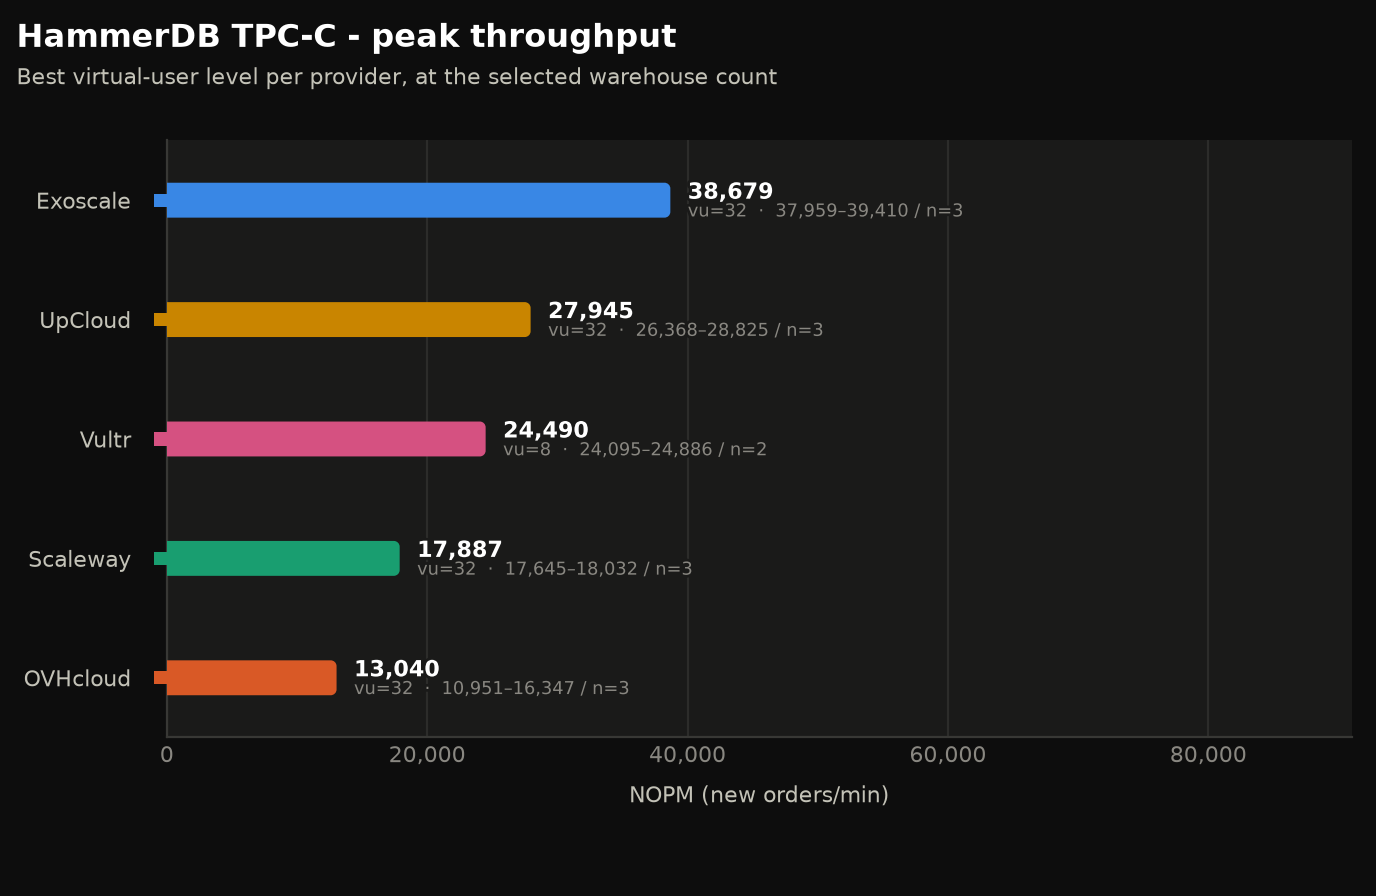 HammerDB TPC-C - peak throughput
Best virtual-user level per provider, at the selected warehouse count
Exoscale
38,679
vu=32 · 37,959–39,410 / n=3
UpCloud
27,945
vu=32 · 26,368–28,825 / n=3
Vultr
24,490
vu=8 · 24,095–24,886 / n=2
Scaleway
17,887
vu=32 · 17,645–18,032 / n=3
OVHcloud
13,040
vu=32 · 10,951–16,347 / n=3
0 20,000 40,000 60,000 80,000
NOPM (new orders/min)